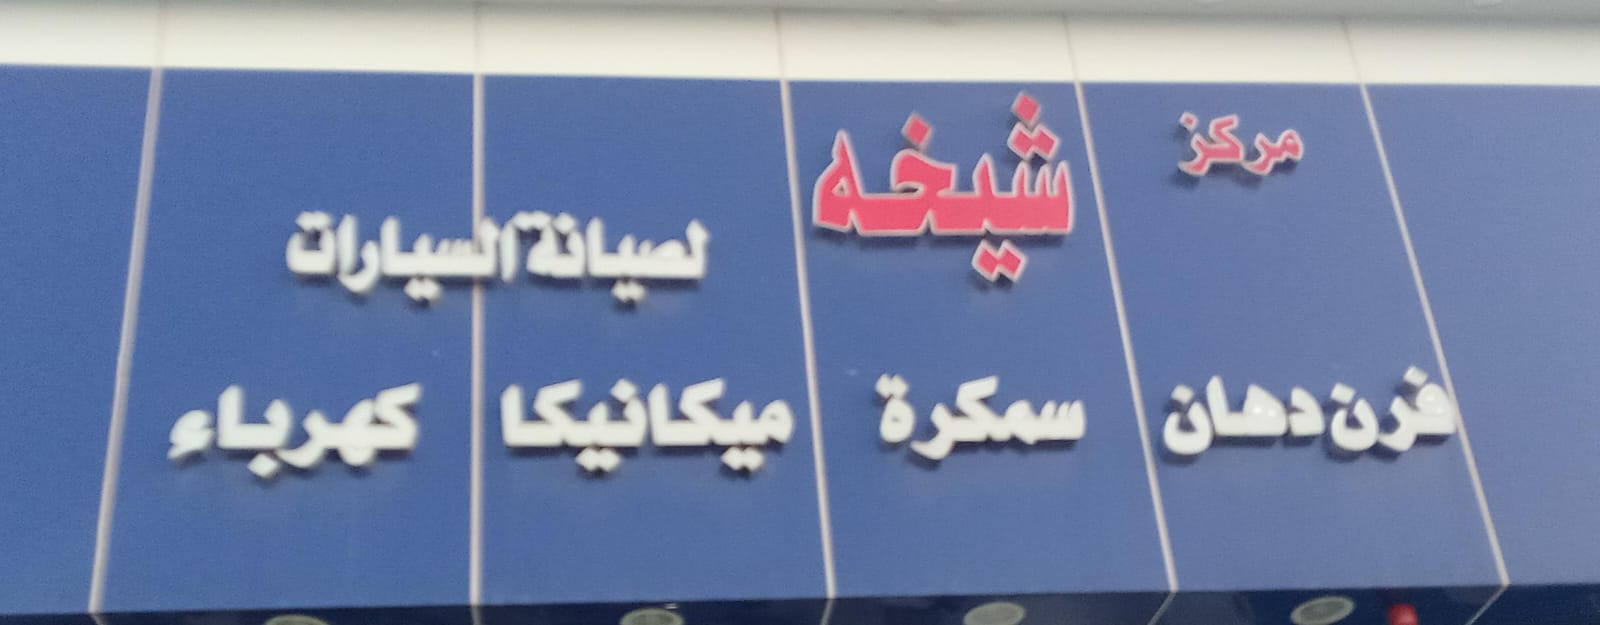 مركز شيخه
لصيانة السيارات
فرن دهان سمكرة ميكانيكا كهرباء